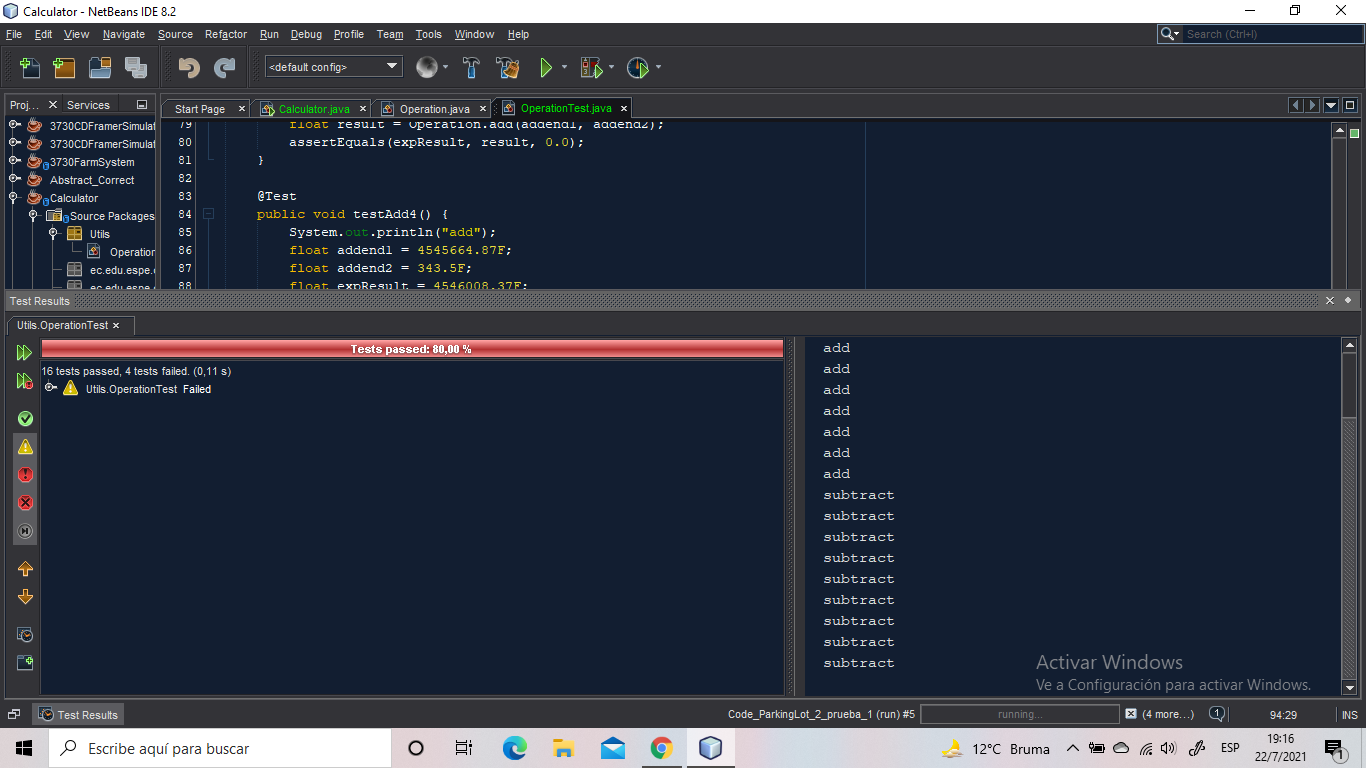 Calculator - NetBeans IDE 8.2
File Edit View Navigate Source Refactor Run Debug Profile Team Tools Window Help
Search (Ctrl+I)
<default config>
Proj... Services
Start Page Calculator.java Operation.java OperationTest.java
3730CDFramerSimulat
3730CDFramerSimulat
3730FarmSystem
Abstract_Correct
Calculator
Source Packages
Utils
Operation
ec.edu.espe.
ec.edu.espe.
79 float result = Operation.add(addend1, addend2);
80 assertEquals(expResult, result, 0.0);
81 }
82
83 @Test
84 public void testAdd4() {
85 System.out.println("add");
86 float addend1 = 4545664.87F;
87 float addend2 = 343.5F;
88 float expResult = 4546008.37F;
Test Results
Utils.OperationTest
Tests passed: 80,00 %
16 tests passed, 4 tests failed. (0,11 s)
Utils.OperationTest Failed
add
add
add
add
add
add
add
subtract
subtract
subtract
subtract
subtract
subtract
subtract
subtract
subtract
Activar Windows
Ve a Configuración para activar Windows.
Test Results
Code_ParkingLot_2_prueba_1 (run) #5
running...
(4 more...)
1
94:29
INS
Escribe aquí para buscar
12°C Bruma
ESP
19:16
22/7/2021
1